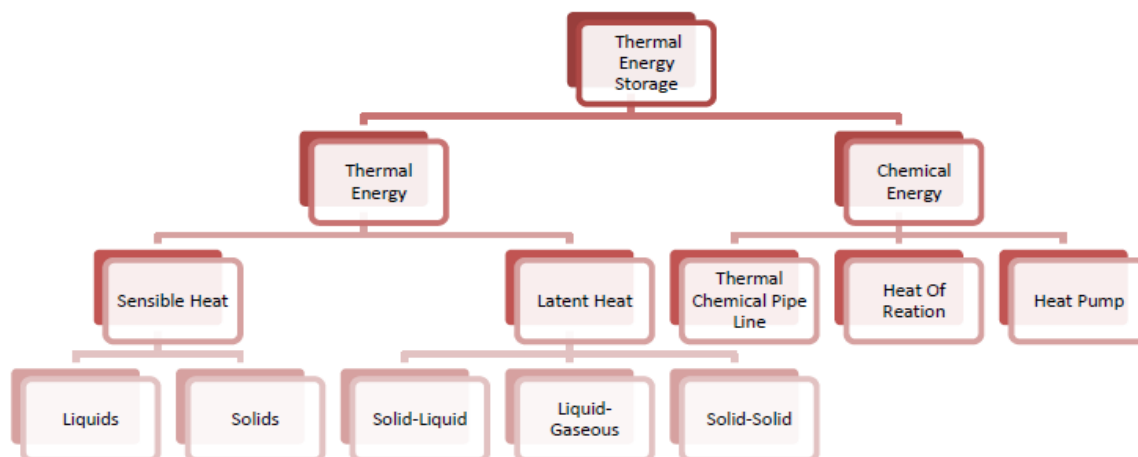 Thermal
Energy
Storage
Thermal
Energy
Chemical
Energy
Sensible Heat
Latent Heat
Thermal
Chemical Pipe
Line
Heat Of
Reation
Heat Pump
Liquids
Solids
Solid-Liquid
Liquid-
Gaseous
Solid-Solid